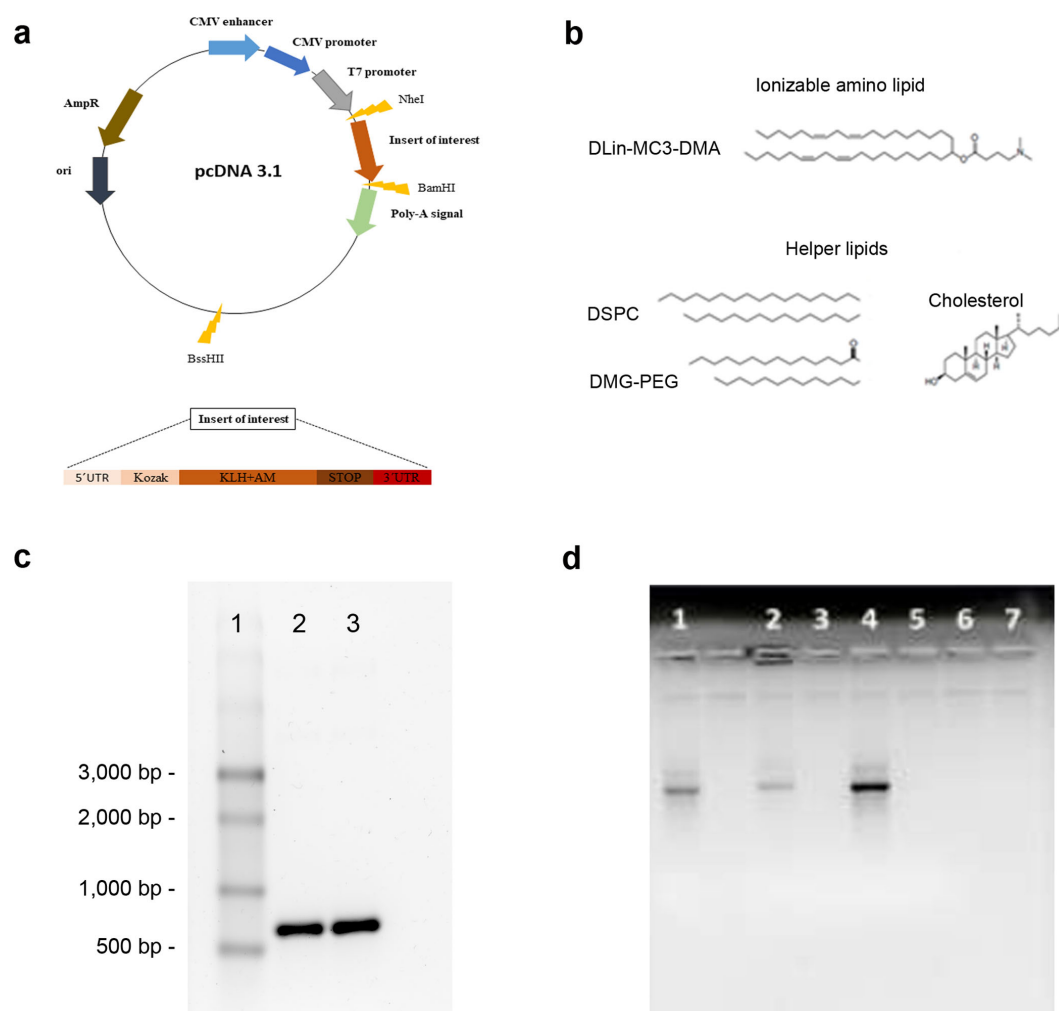 a
CMV enhancer
CMV promoter
T7 promoter
NheI
AmpR
Insert of interest
ori
pcDNA 3.1
BamHI
Poly-A signal
BssHII
Insert of interest
5´UTR Kozak KLH+AM STOP 3´UTR
b
Ionizable amino lipid
DLin-MC3-DMA
O
O
N
Helper lipids
DSPC
Cholesterol
DMG-PEG
O
H
H
H
H
HO
c
1 2 3
3,000 bp -
2,000 bp -
1,000 bp -
500 bp -
d
1 2 3 4 5 6 7